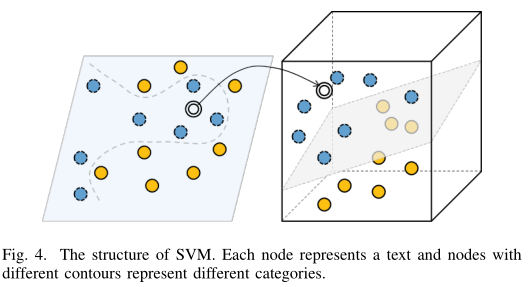 Fig. 4. The structure of SVM. Each node represents a text and nodes with
different contours represent different categories.